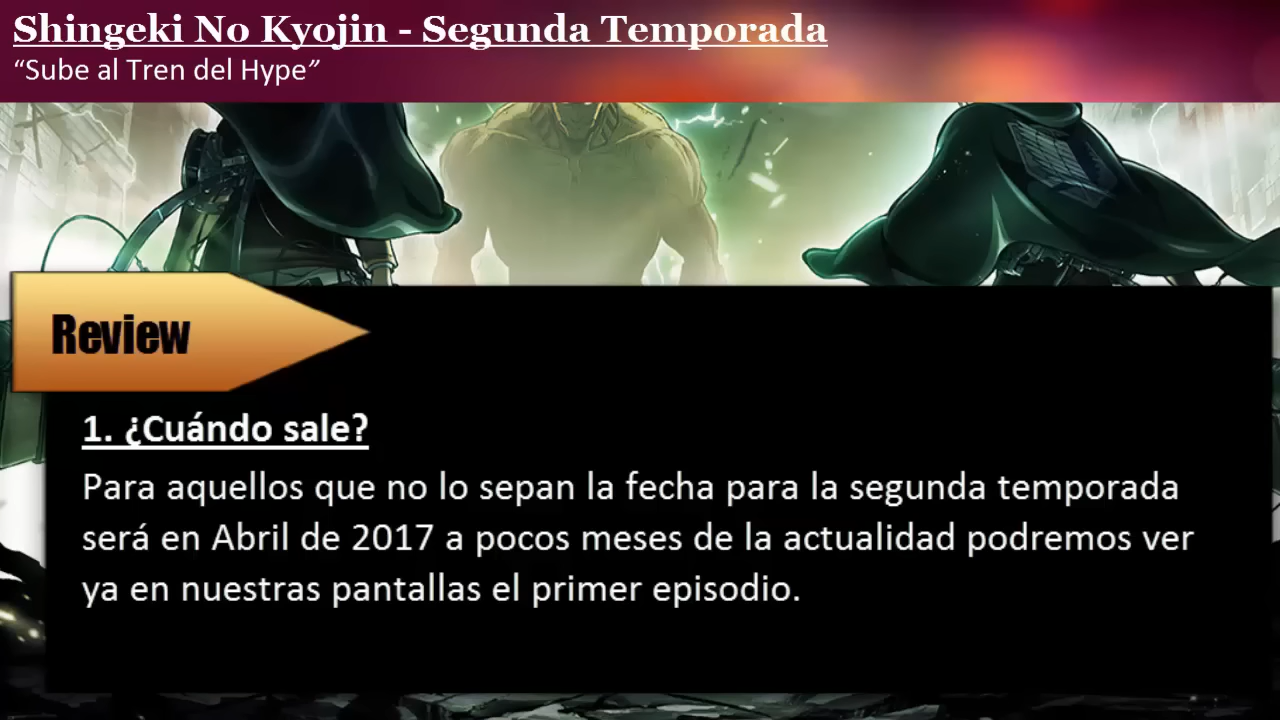 Shingeki No Kyojin - Segunda Temporada
“Sube al Tren del Hype”
Review
1. ¿Cuándo sale?
Para aquellos que no lo sepan la fecha para la segunda temporada
será en Abril de 2017 a pocos meses de la actualidad podremos ver
ya en nuestras pantallas el primer episodio.